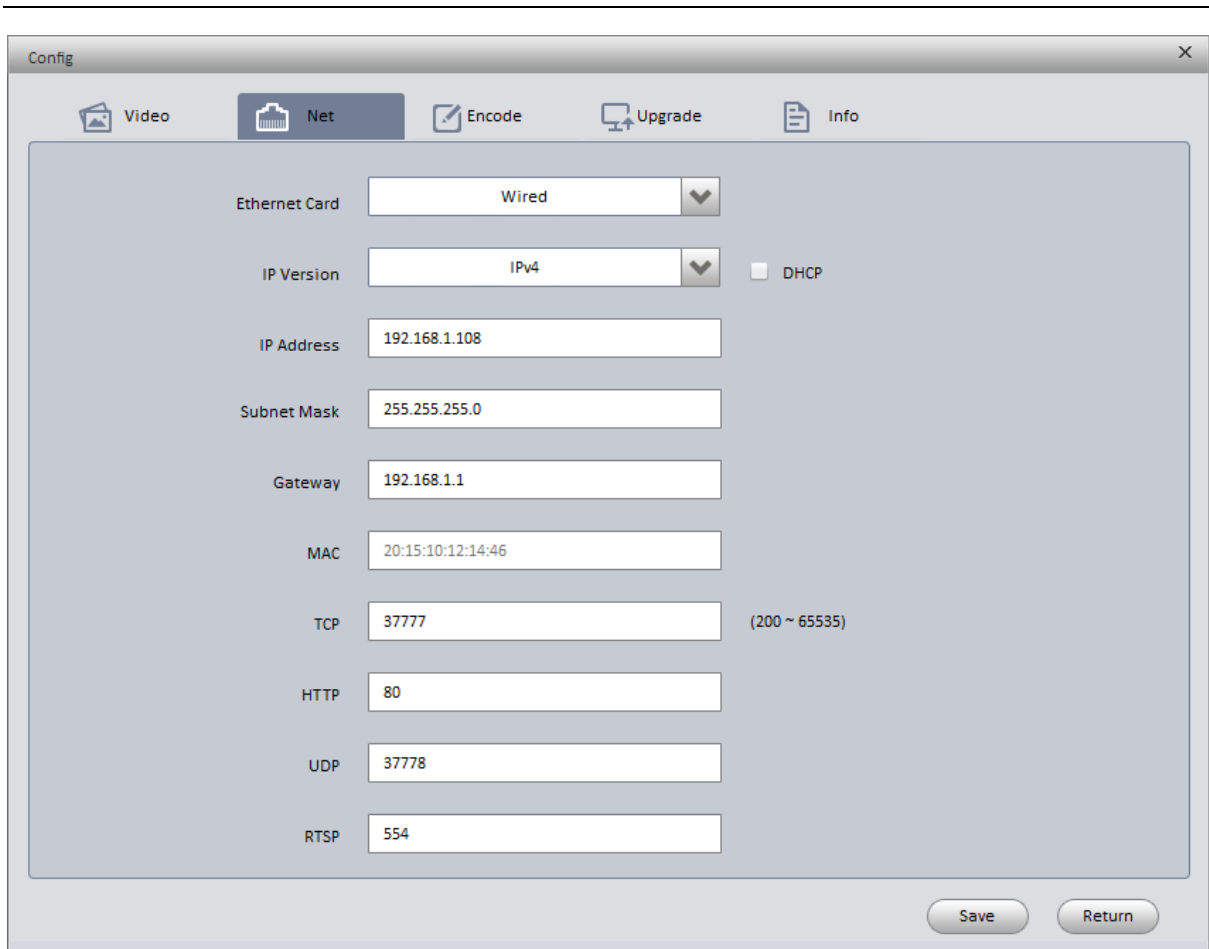 Config
Video Net Encode Upgrade Info
Ethernet Card Wired
IP Version IPv4 DHCP
IP Address 192.168.1.108
Subnet Mask 255.255.255.0
Gateway 192.168.1.1
MAC 20:15:10:12:14:46
TCP 37777 (200 ~ 65535)
HTTP 80
UDP 37778
RTSP 554
Save Return